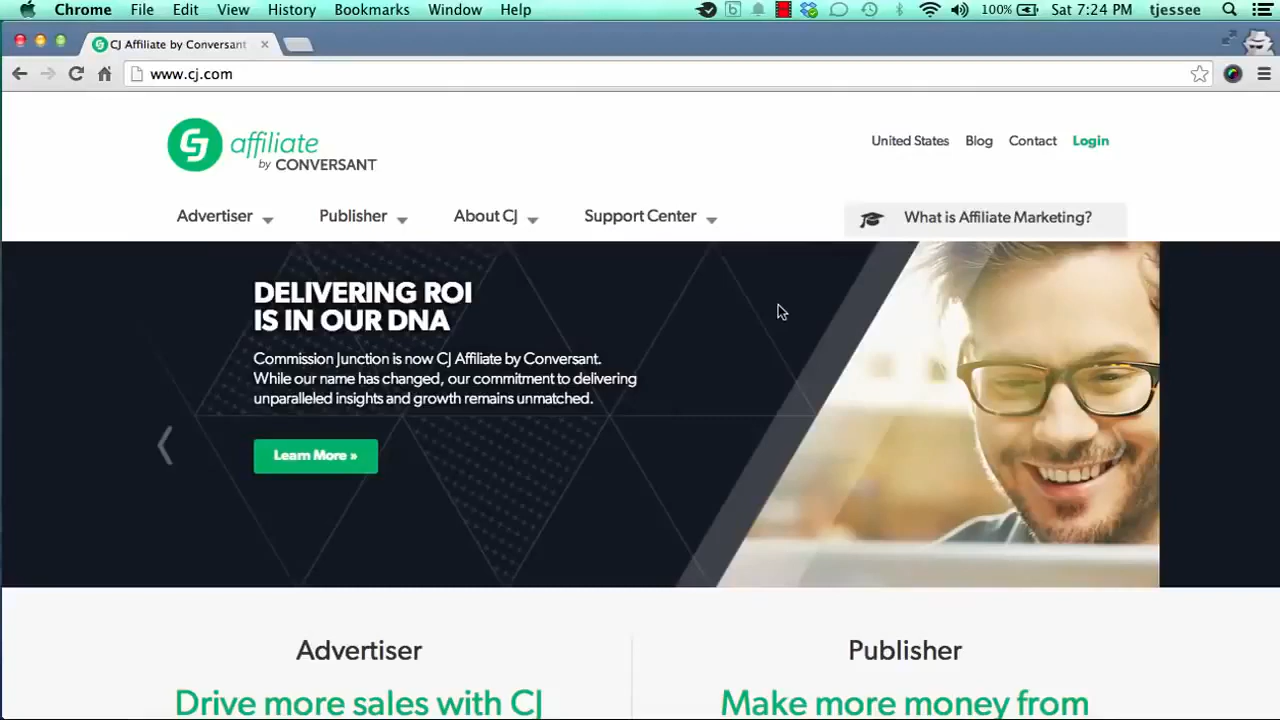 Chrome File Edit View History Bookmarks Window Help 100% Sat 7:24 PM tjessee
CJ Affiliate by Conversant
www.cj.com
CJ affiliate
by CONVERSANT
United States Blog Contact Login
Advertiser Publisher About CJ Support Center What is Affiliate Marketing?
DELIVERING ROI
IS IN OUR DNA
Commission Junction is now CJ Affiliate by Conversant.
While our name has changed, our commitment to delivering
unparalleled insights and growth remains unmatched.
Learn More »
Advertiser Publisher
Drive more sales with CJ Make more money from